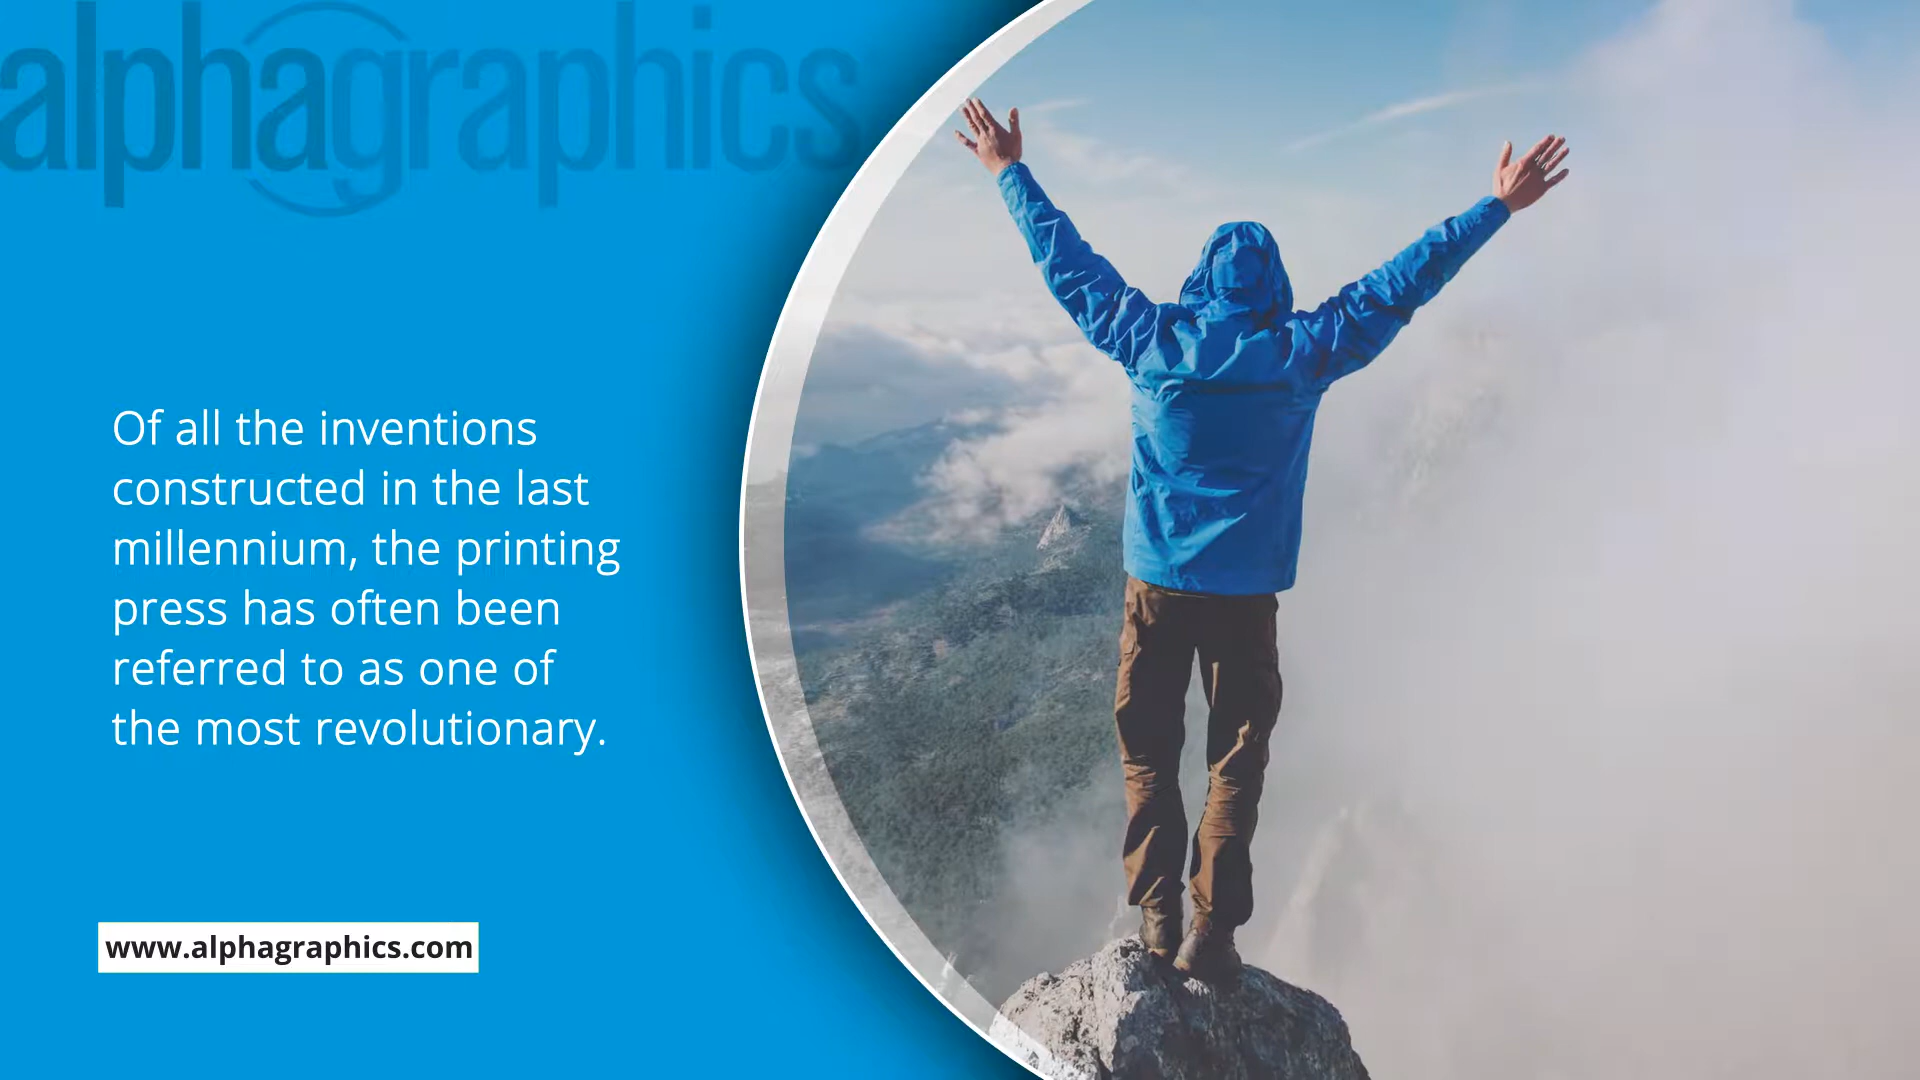 alphagraphics
Of all the inventions
constructed in the last
millennium, the printing
press has often been
referred to as one of
the most revolutionary.
www.alphagraphics.com